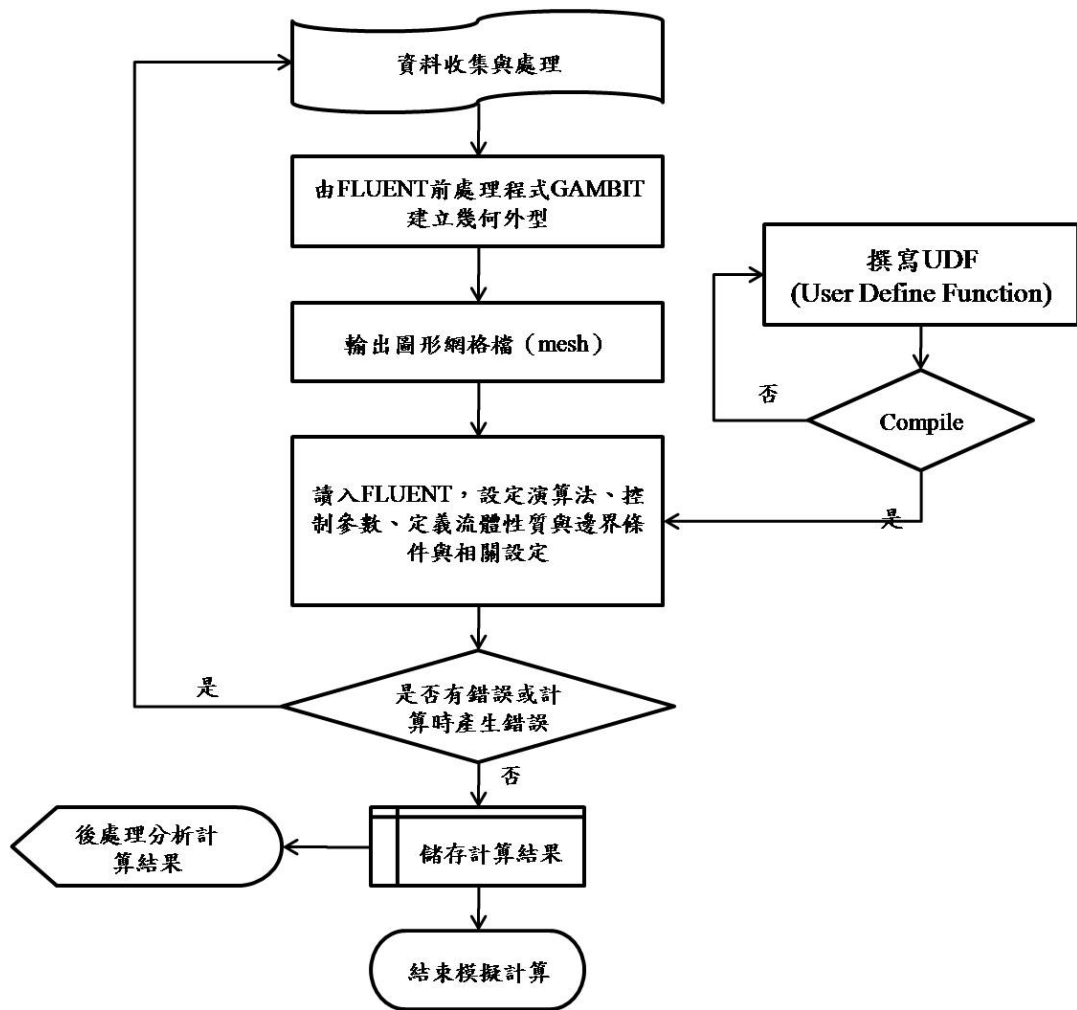 資料收集與處理
由FLUENT前處理程式GAMBIT
建立幾何外型
撰寫UDF
(User Define Function)
輸出圖形網格檔（mesh）
否
Compile
讀入FLUENT，設定演算法、控
制參數、定義流體性質與邊界條
件與相關設定
是
是
是否有錯誤或計
算時產生錯誤
否
後處理分析計
算結果
儲存計算結果
結束模擬計算